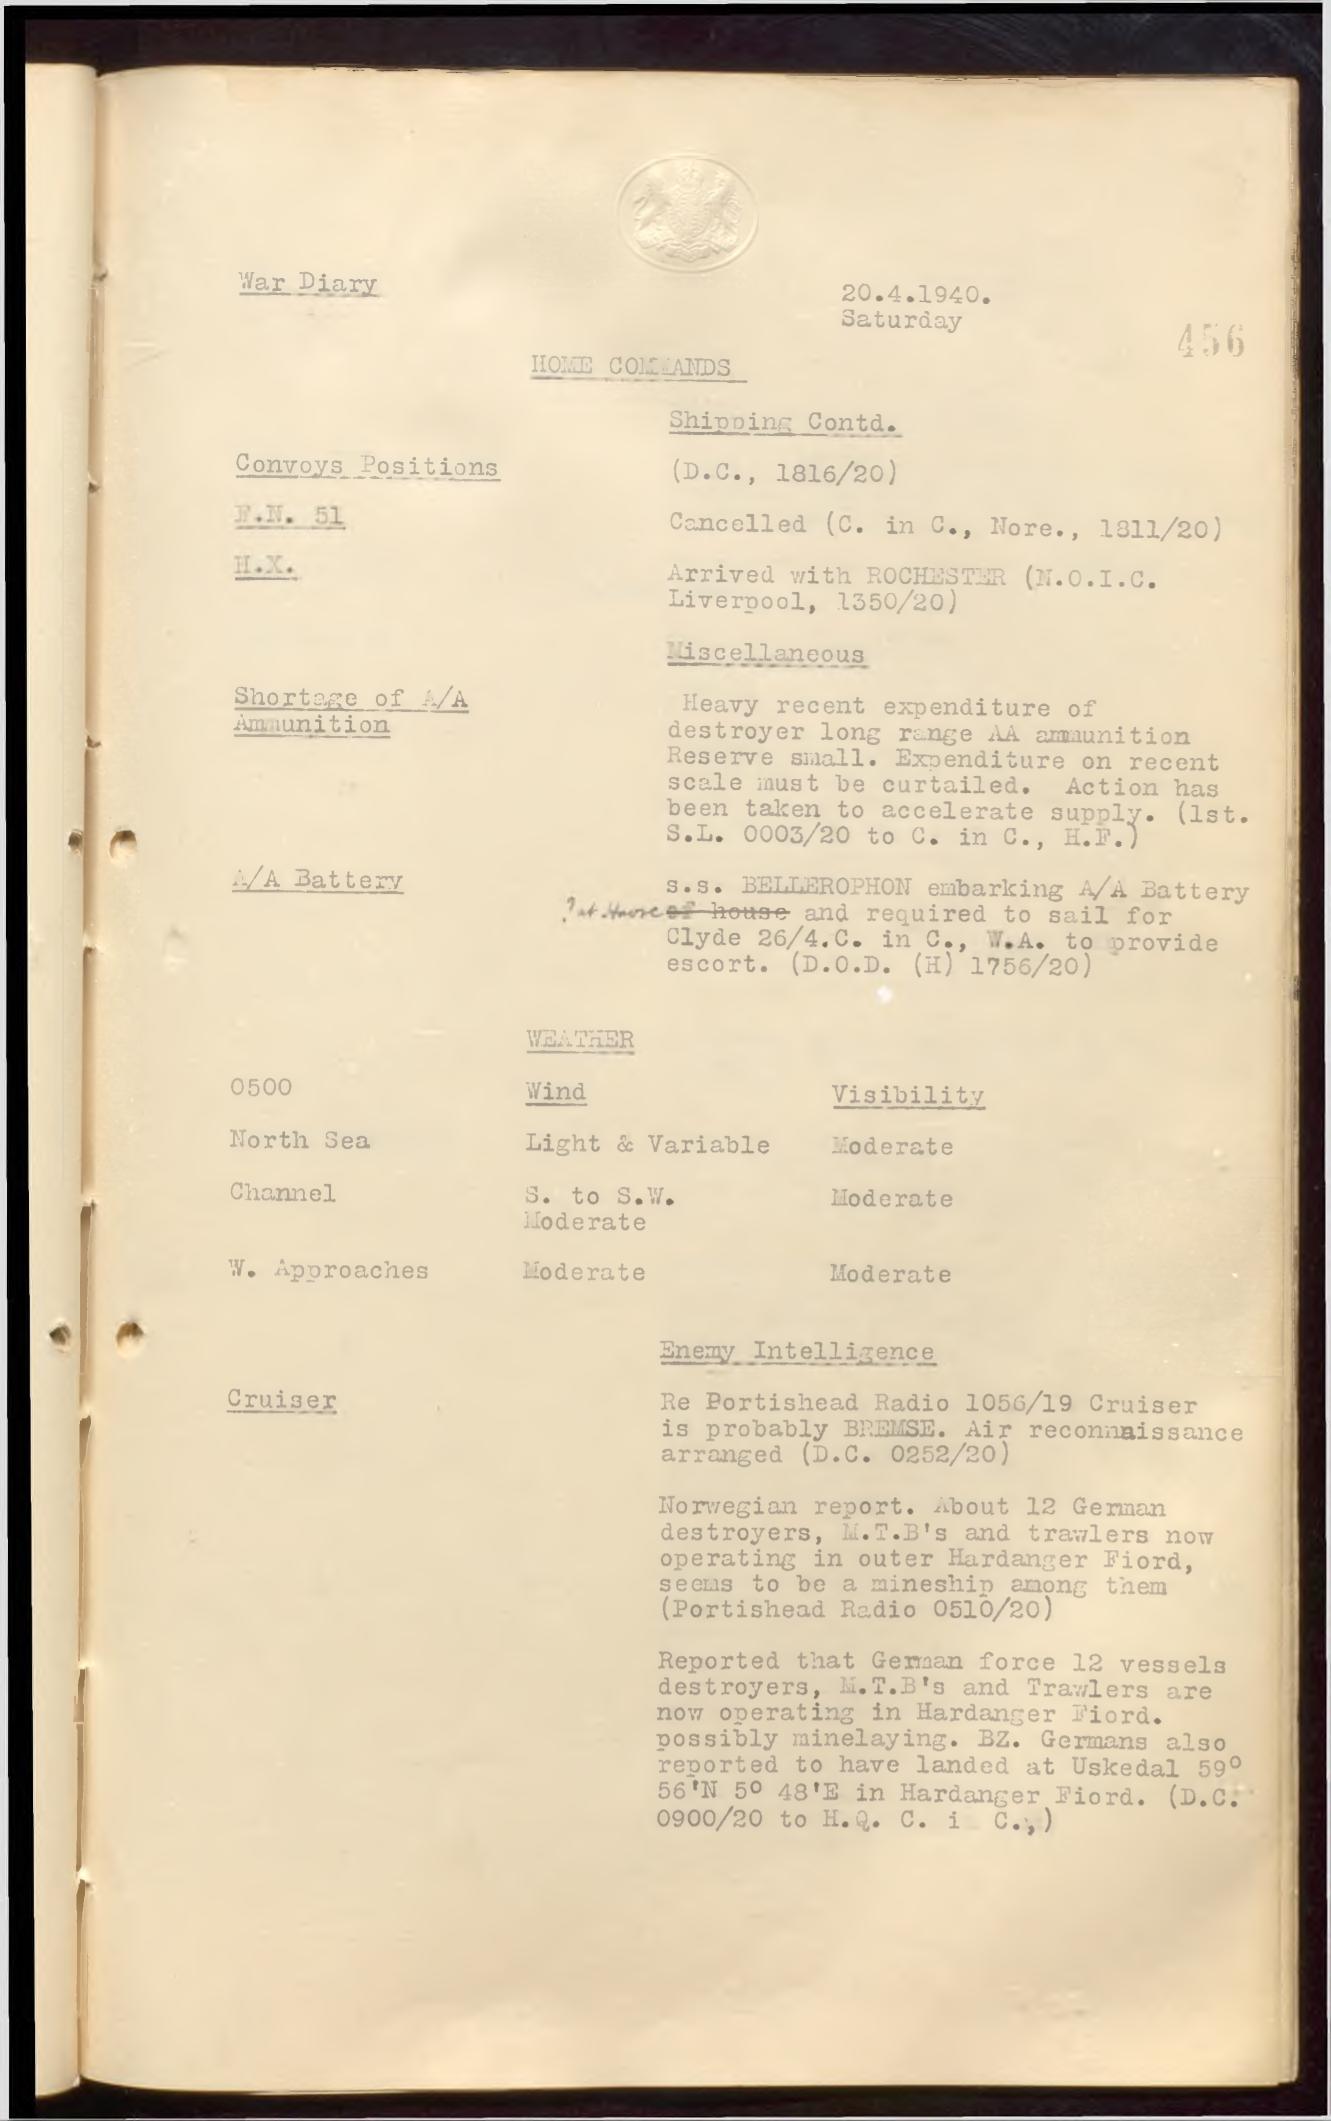 War Diary
20.4.1940.
Saturday
456
HOME COMMANDS
Shipping Contd.
Convoys Positions
(D.C., 1816/20)
F.N. 51
Cancelled (C. in C., Nore., 1811/20)
H.X.
Arrived with ROCHESTER (N.O.I.C.
Liverpool, 1350/20)
Miscellaneous
Shortage of A/A
Ammunition
Heavy recent expenditure of
destroyer long range AA ammunition
Reserve small. Expenditure on recent
scale must be curtailed. Action has
been taken to accelerate supply. (1st.
S.L. 0003/20 to C. in C., H.F.)
A/A Battery
s.s. BELLEROPHON embarking A/A Battery
? at Havre of house and required to sail for
Clyde 26/4.C. in C., W.A. to provide
escort. (D.O.D. (H) 1756/20)
WEATHER
0500 Wind Visibility
North Sea Light & Variable Moderate
Channel S. to S.W. Moderate
Moderate
W. Approaches Moderate Moderate
Enemy Intelligence
Cruiser
Re Portishead Radio 1056/19 Cruiser
is probably BREMSE. Air reconnaissance
arranged (D.C. 0252/20)
Norwegian report. About 12 German
destroyers, M.T.B's and trawlers now
operating in outer Hardanger Fiord,
seems to be a mineship among them
(Portishead Radio 0510/20)
Reported that German force 12 vessels
destroyers, M.T.B's and Trawlers are
now operating in Hardanger Fiord.
possibly minelaying. BZ. Germans also
reported to have landed at Uskedal 59°
56'N 5° 48'E in Hardanger Fiord. (D.C.
0900/20 to H.Q. C. i C.,)